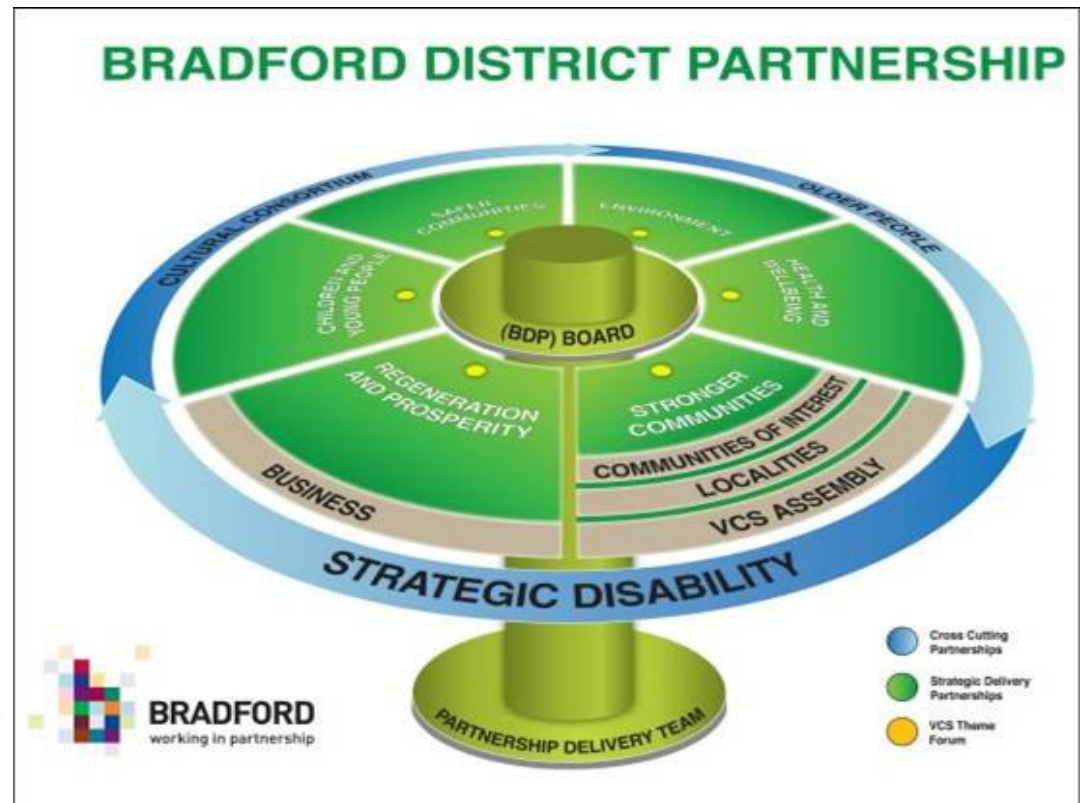 BRADFORD DISTRICT PARTNERSHIP
CULTURAL CONSORTIUM
OLDER PEOPLE
SAFER
COMMUNITIES
ENVIRONMENT
CHILDREN AND
YOUNG PEOPLE
HEALTH AND
WELLBEING
(BDP) BOARD
REGENERATION
AND PROSPERITY
STRONGER
COMMUNITIES
COMMUNITIES OF INTEREST
LOCALITIES
VCS ASSEMBLY
BUSINESS
STRATEGIC DISABILITY
PARTNERSHIP DELIVERY TEAM
Cross Cutting
Partnerships
Strategic Delivery
Partnerships
VCS Theme
Forum
BRADFORD
working in partnership